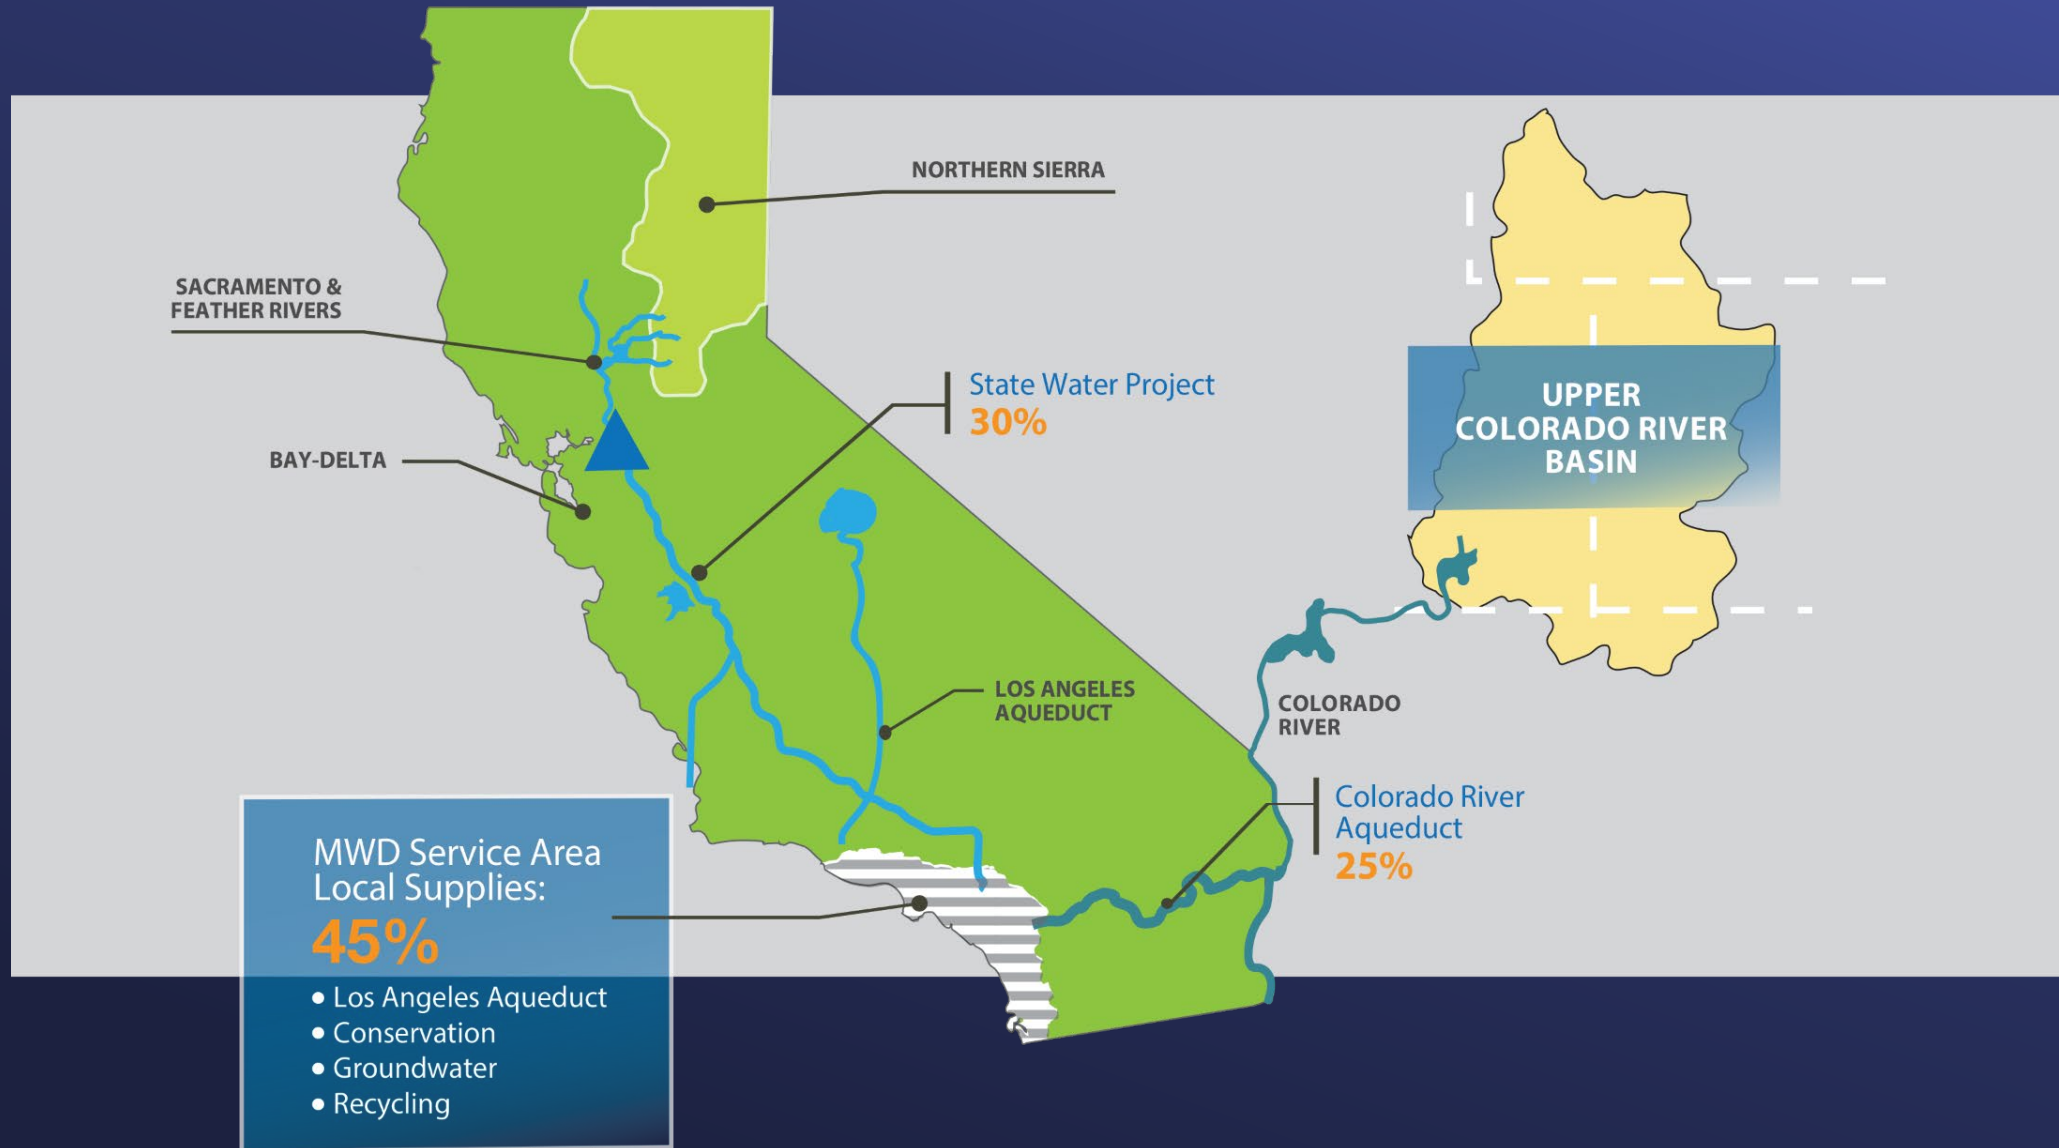 NORTHERN SIERRA
SACRAMENTO &
FEATHER RIVERS
State Water Project
30%
BAY-DELTA
UPPER
COLORADO RIVER
BASIN
LOS ANGELES
AQUEDUCT
COLORADO
RIVER
Colorado River
Aqueduct
25%
MWD Service Area
Local Supplies:
45%
• Los Angeles Aqueduct
• Conservation
• Groundwater
• Recycling